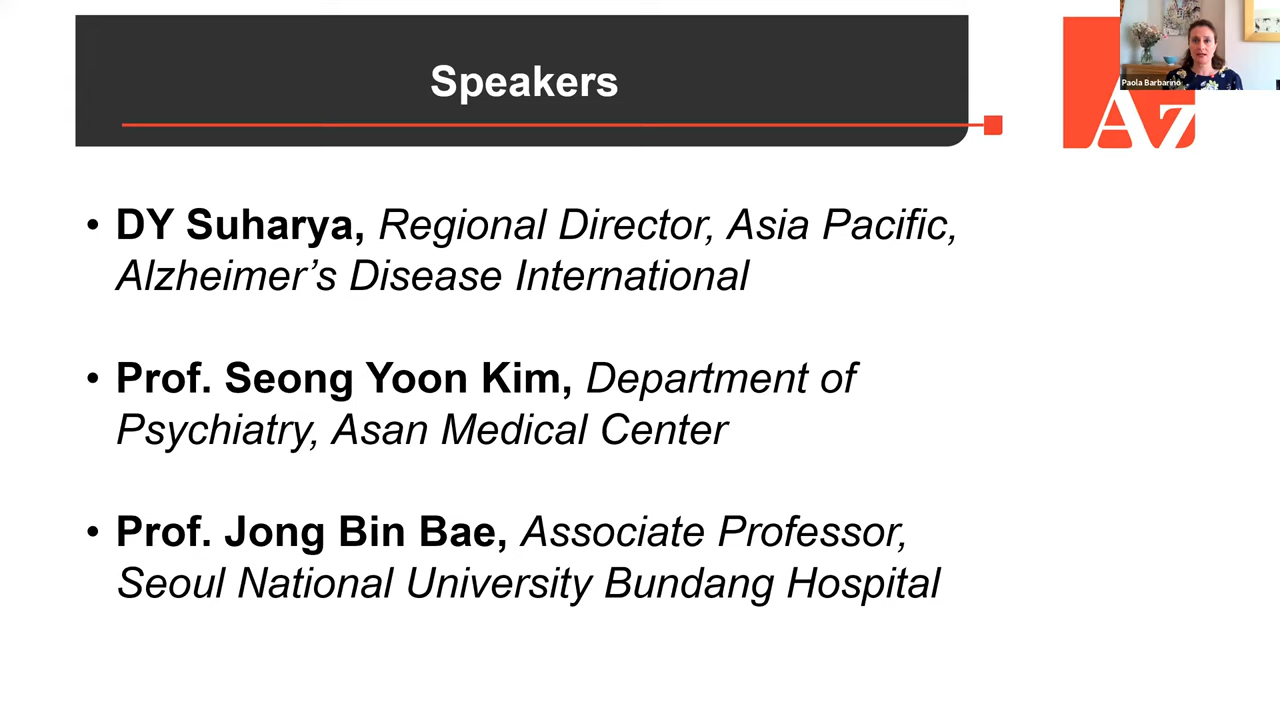 Speakers
Paola Barbarino
Az
• DY Suharya, Regional Director, Asia Pacific,
Alzheimer’s Disease International
• Prof. Seong Yoon Kim, Department of
Psychiatry, Asan Medical Center
• Prof. Jong Bin Bae, Associate Professor,
Seoul National University Bundang Hospital